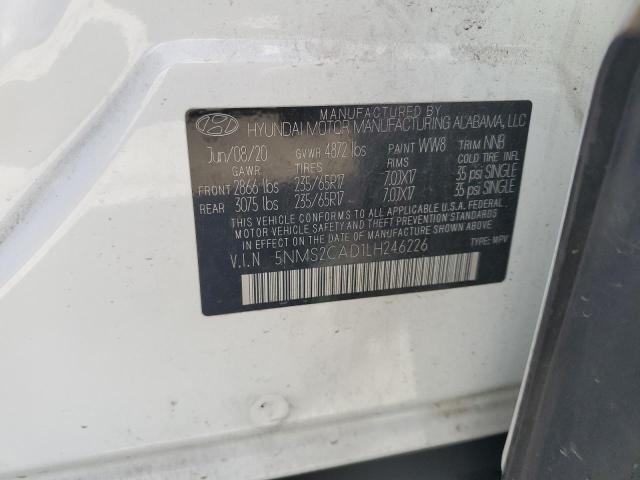 MANUFACTURED BY
HYUNDAI MOTOR MANUFACTURING ALABAMA, LLC
Jun/08/20 GVWR 4872 lbs PAINT WW8 TRIM NNB
GAWR TIRES RIMS COLD TIRE INFL
FRONT 2866 lbs 235/65R17 7.0JX17 35 psi SINGLE
REAR 3075 lbs 235/65R17 7.0JX17 35 psi SINGLE
THIS VEHICLE CONFORMS TO ALL APPLICABLE U.S.A FEDERAL
MOTOR VEHICLE SAFETY AND THEFT PREVENTION STANDARDS
IN EFFECT ON THE DATE OF MANUFACTURE SHOWN ABOVE.
V.I.N 5NMS2CAD1LH246226 TYPE: MPV